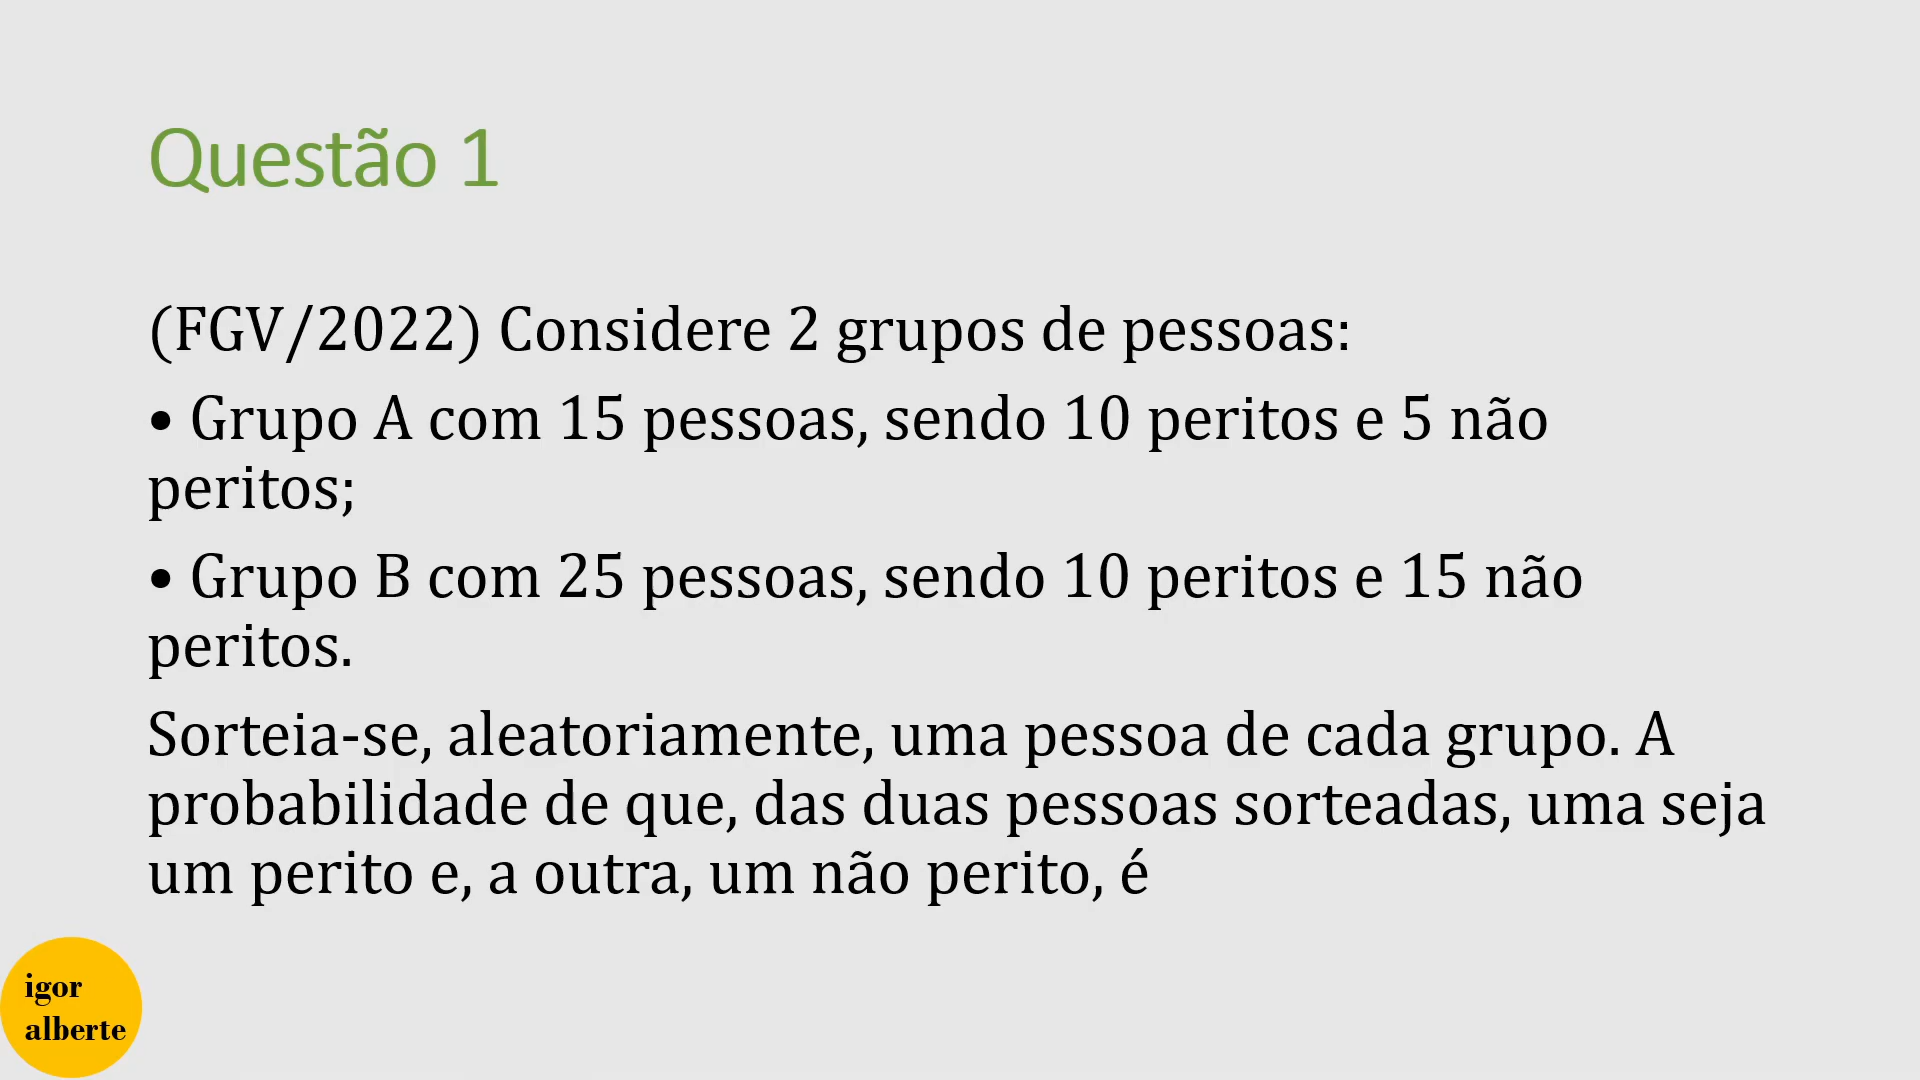 Questão 1
(FGV/2022) Considere 2 grupos de pessoas:
• Grupo A com 15 pessoas, sendo 10 peritos e 5 não
peritos;
• Grupo B com 25 pessoas, sendo 10 peritos e 15 não
peritos.
Sorteia-se, aleatoriamente, uma pessoa de cada grupo. A
probabilidade de que, das duas pessoas sorteadas, uma seja
um perito e, a outra, um não perito, é
igor
alberte